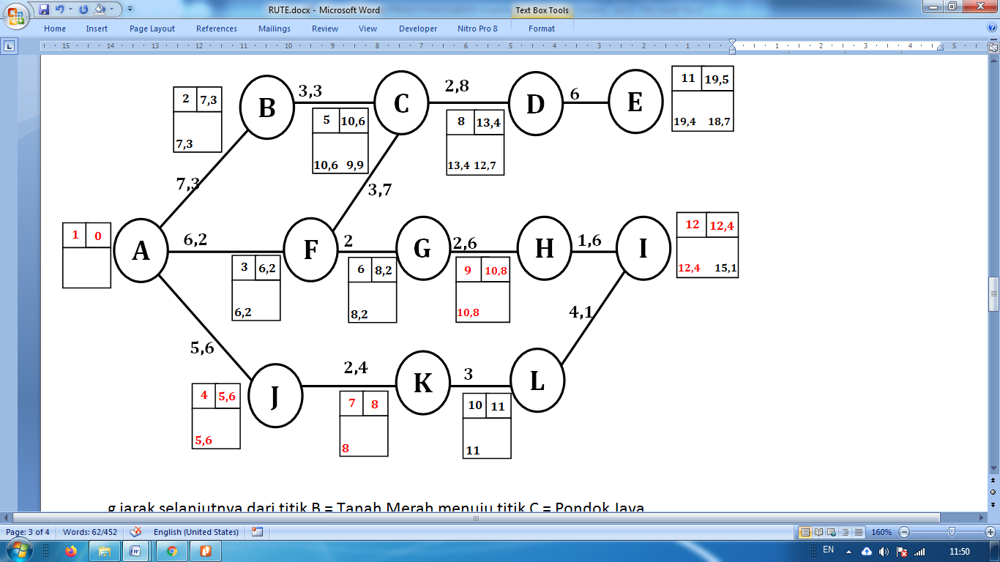 RUTE.docx - Microsoft Word
Text Box Tools
Home Insert Page Layout References Mailings Review View Developer Nitro Pro 8 Format
15 14 13 12 11 10 9 8 7 6 5 4 3 2 1 1 2 3 4 5
2 7,3
7,3
B
3,3
5 10,6
10,6 9,9
C
2,8
8 13,4
13,4 12,7
D
6
E
11 19,5
19,4 18,7
7,3
3,7
1 0
A
6,2
3 6,2
6,2
F
2
6 8,2
8,2
G
2,6
9 10,8
10,8
H
1,6
I
12 12,4
12,4 15,1
5,6
4,1
4 5,6
5,6
J
2,4
7 8
8
K
3
10 11
11
L
g jarak selanjutnya dari titik B = Tanah Merah menuju titik C = Pondok Jaya
Page: 3 of 4 Words: 62/452 English (United States) 160%
EN 11:50